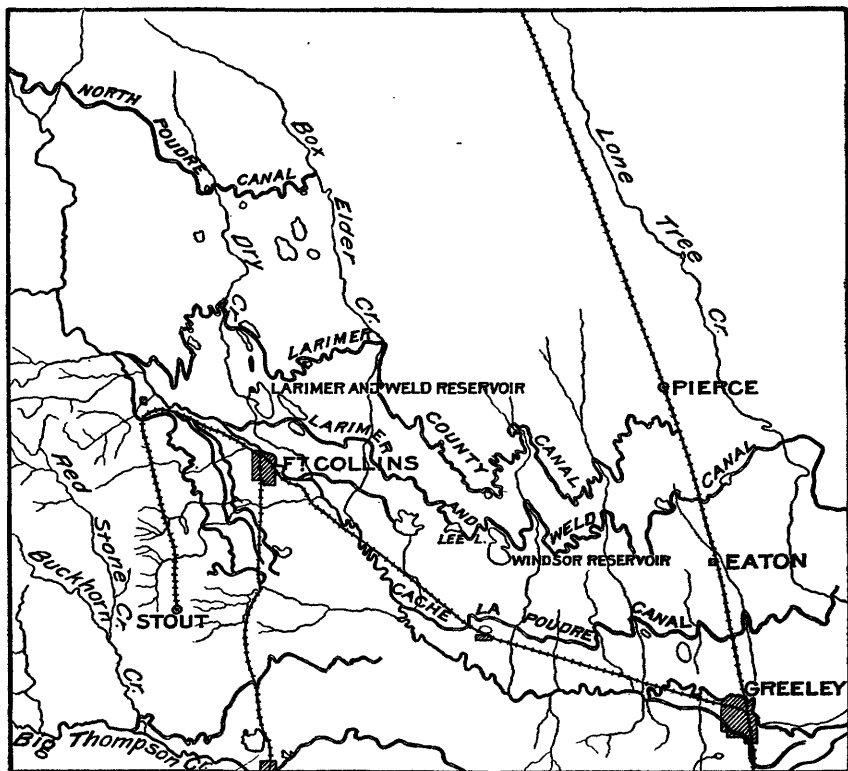 NORTH POUDRE CANAL
Box Elder Cr.
Lone Tree Cr.
Dry Cr.
LARIMER COUNTY CANAL
PIERCE
LARIMER AND WELD RESERVOIR
LARIMER AND WELD CANAL
FT. COLLINS
Red Stone Cr.
LEE L.
WINDSOR RESERVOIR
EATON
Buckhorn Cr.
CACHE LA POUDRE CANAL
STOUT
GREELEY
Big Thompson Cr.